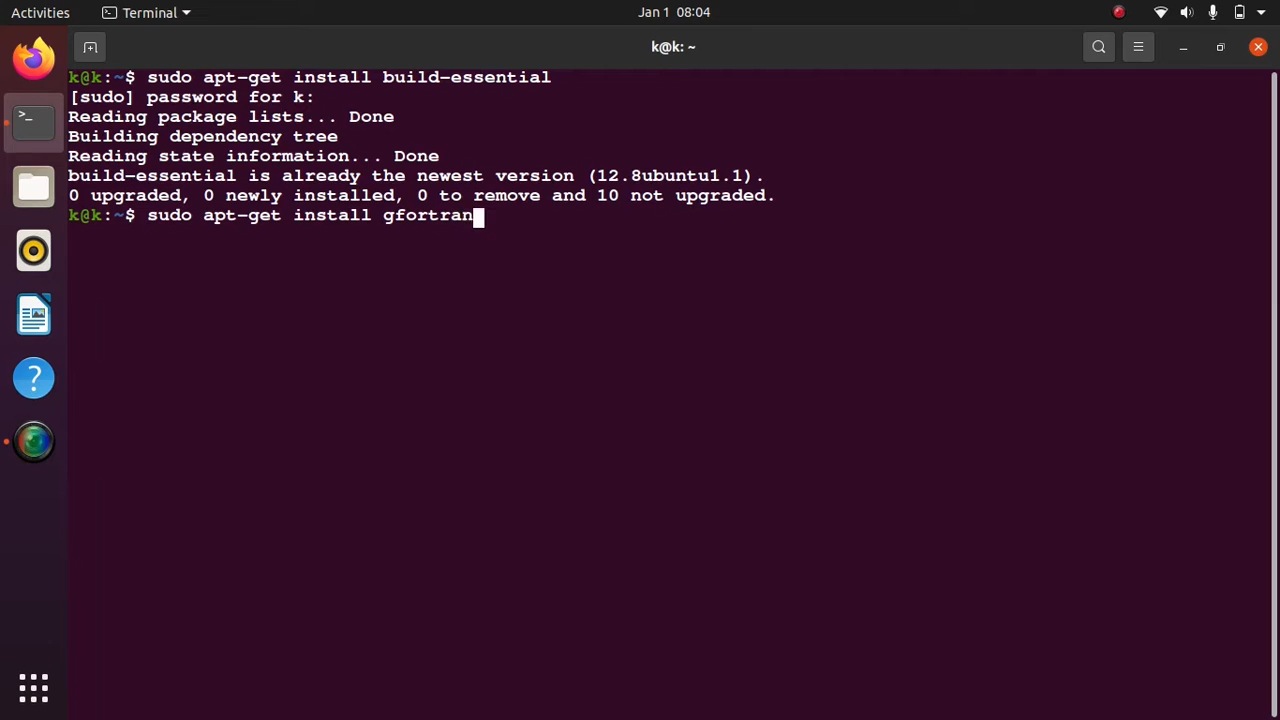 Activities
Terminal
Jan 1 08:04
k@k: ~
k@k:~$ sudo apt-get install build-essential
[sudo] password for k:
Reading package lists... Done
Building dependency tree
Reading state information... Done
build-essential is already the newest version (12.8ubuntu1.1).
0 upgraded, 0 newly installed, 0 to remove and 10 not upgraded.
k@k:~$ sudo apt-get install gfortran